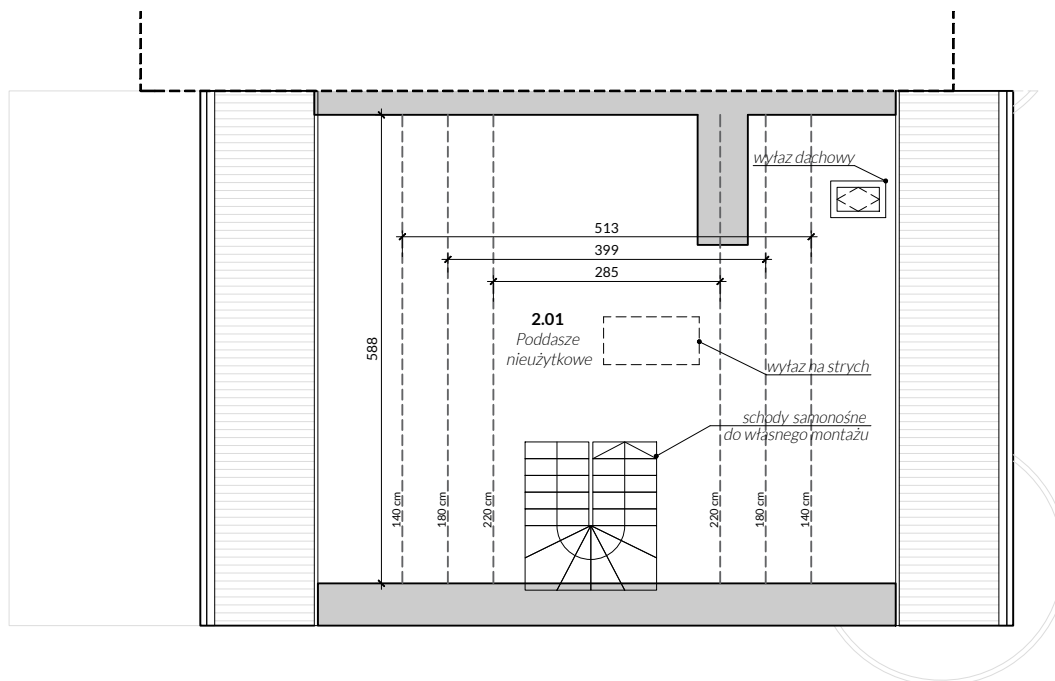 wyłaz dachowy
513
399
285
2.01
Poddasze
nieużytkowe
588
wyłaz na strych
schody samonośne
do własnego montażu
140 cm
180 cm
220 cm
220 cm
180 cm
140 cm